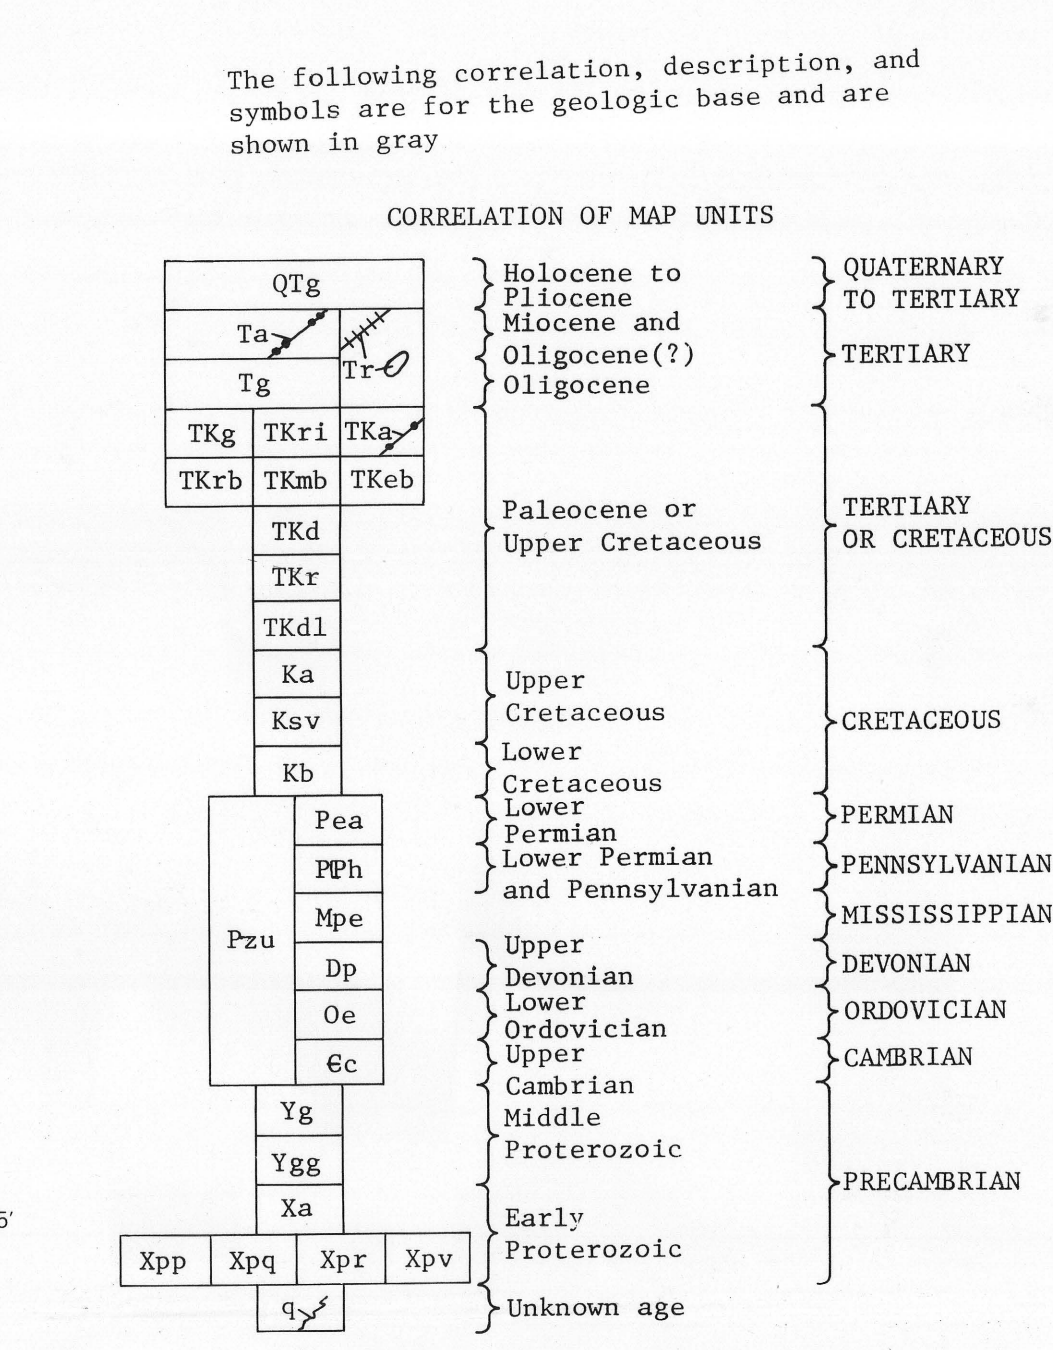 The following correlation, description, and
symbols are for the geologic base and are
shown in gray
CORRELATION OF MAP UNITS
QTg
Ta
Tr
Tg
TKg TKri TKa
TKrb TKmb TKeb
TKd
TKr
TKdl
Ka
Ksv
Kb
Pzu
Pea
PℙPh
Mpe
Dp
Oe
Єc
Yg
Ygg
Xa
Xpp Xpq Xpr Xpv
q
Holocene to
Pliocene
Miocene and
Oligocene(?)
Oligocene
Paleocene or
Upper Cretaceous
Upper
Cretaceous
Lower
Cretaceous
Lower
Permian
Lower Permian
and Pennsylvanian
Upper
Devonian
Lower
Ordovician
Upper
Cambrian
Middle
Proterozoic
Early
Proterozoic
Unknown age
QUATERNARY
TO TERTIARY
TERTIARY
TERTIARY
OR CRETACEOUS
CRETACEOUS
PERMIAN
PENNSYLVANIAN
MISSISSIPPIAN
DEVONIAN
ORDOVICIAN
CAMBRIAN
PRECAMBRIAN
5'